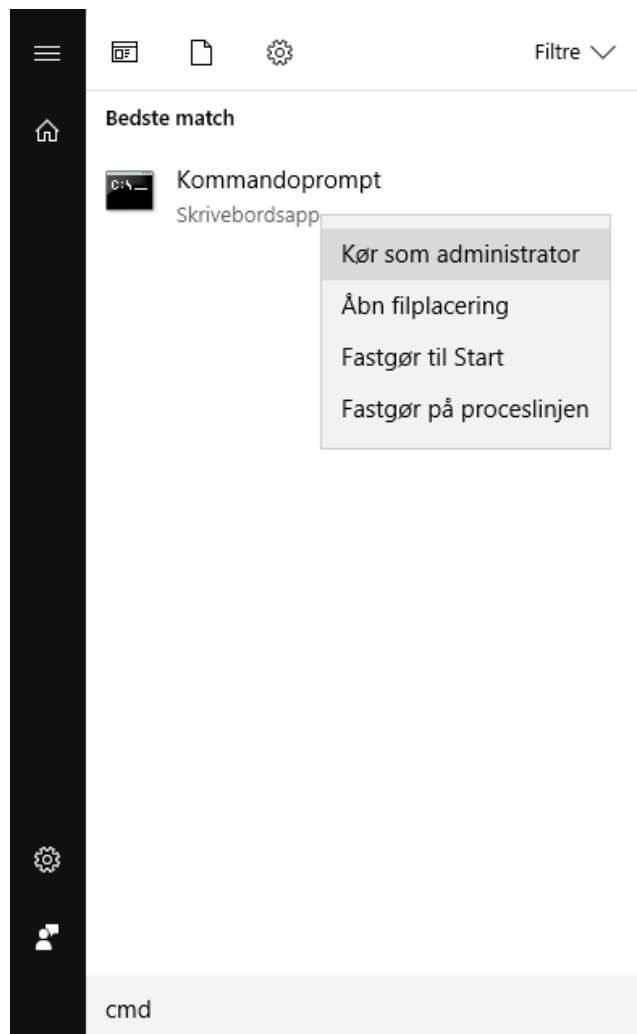 Filtre
Bedste match
C:\_
Kommandoprompt
Skrivebordsapp
Kør som administrator
Åbn filplacering
Fastgør til Start
Fastgør på proceslinjen
cmd